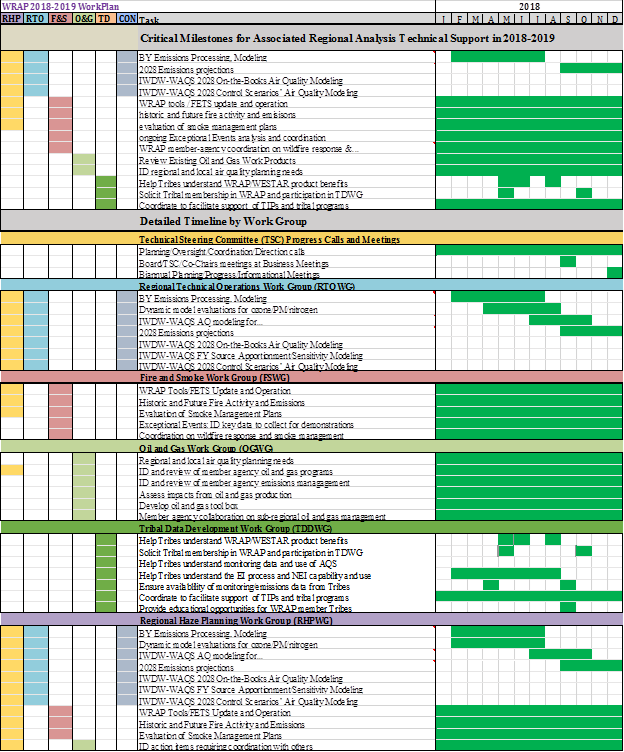 WRAP 2018-2019 WorkPlan 2018
RHP RTO F&S O&G TD CON Task J F M A M J J A S O N D
Critical Milestones for Associated Regional Analysis Technical Support in 2018-2019
BY Emissions Processing, Modeling
2028 Emissions projections
IWDW-WAQS 2028 On-the-Books Air Quality Modeling
IWDW-WAQS 2028 Control Scenarios' Air Quality Modeling
WRAP tools / FETS update and operation
historic and future fire activity and emisisons
evaluation of smoke management plans
ongoing Exceptional Events analysis and coordination
WRAP member-agency coordination on wildfire response &...
Review Existing Oil and Gas Work Products
ID regional and local air quality planning needs
Help Tribes understand WRAP/WESTAR product benefits
Solicit Tribal membership in WRAP and participation in TDWG
Coordinate to facilitate support of TIPs and tribal programs
Detailed Timeline by Work Group
Technical Steering Committee (TSC) Progress Calls and Meetings
Planning/Oversight/Coordination/Direction calls
Board/TSC/Co-Chairs meetings at Business Meetings
Biannual Planning/Progress/Informational Meetings
Regional Technical Operations Work Group (RTOWG)
BY Emissions Processing, Modeling
Dynamic model evaluations for ozone/PM/nitrogen
IWDW-WAQS AQ modeling for...
2028 Emissions projections
IWDW-WAQS 2028 On-the-Books Air Quality Modeling
IWDW-WAQS FY Source Apportionment/Sensitivity Modeling
IWDW-WAQS 2028 Control Scenarios' Air Quality Modeling
Fire and Smoke Work Group (FSWG)
WRAP Tools/FETS Update and Operation
Historic and Future Fire Activity and Emissions
Evaluation of Smoke Management Plans
Exceptional Events: ID key data to collect for demonstrations
Coordination on wildfire response and smoke management
Oil and Gas Work Group (OGWG)
Regional and local air quality planning needs
ID and review of member agency oil and gas programs
ID and review of member agency emissions management
Assess impacts from oil and gas production
Develop oil and gas tool box
Member agency collaboration on sub-regional oil and gas management
Tribal Data Development Work Group (TDDWG)
Help Tribes understand WRAP/WESTAR product benefits
Solicit Tribal membership in WRAP and participation in TDWG
Help Tribes understand monitoring data and use of AQS
Help Tribes understand the EI process and NEI capability and use
Ensure availability of monitoring/emissions data from Tribes
Coordinate to facilitate support of TIPs and tribal programs
Provide educational opportunities for WRAP member Tribes
Regional Haze Planning Work Group (RHPWG)
BY Emissions Processing, Modeling
Dynamic model evaluations for ozone/PM/nitrogen
IWDW-WAQS AQ modeling for...
2028 Emissions projections
IWDW-WAQS 2028 On-the-Books Air Quality Modeling
IWDW-WAQS FY Source Apportionment/Sensitivity Modeling
IWDW-WAQS 2028 Control Scenarios' Air Quality Modeling
WRAP Tools/FETS Update and Operation
Historic and Future Fire Activity and Emissions
Evaluation of Smoke Management Plans
ID action items requiring coordination with others